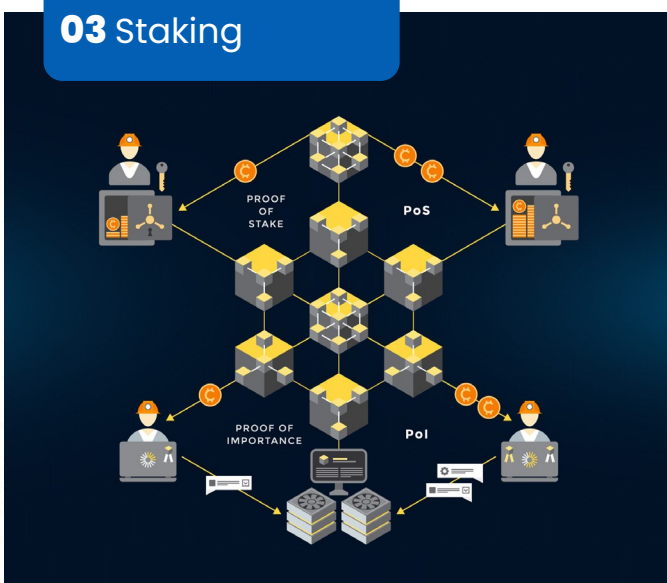 03 Staking
PROOF
OF
STAKE
PoS
PROOF OF
IMPORTANCE
PoI